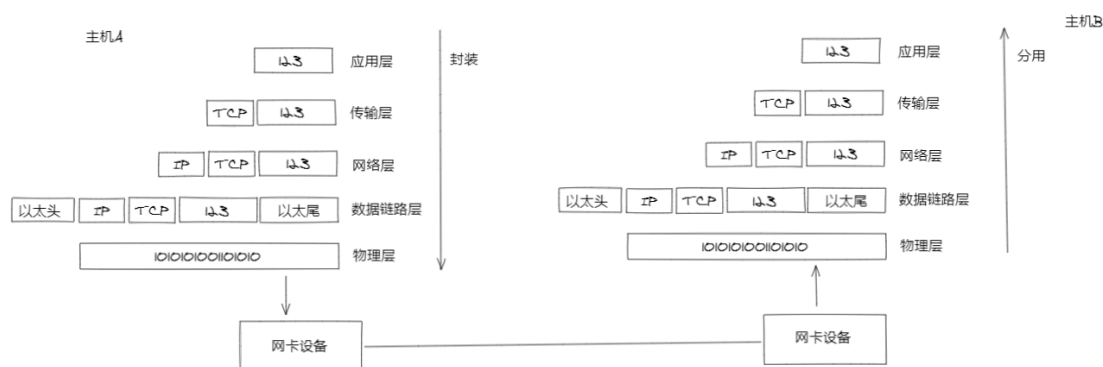 主机A
123 应用层
封装
TCP 123 传输层
IP TCP 123 网络层
以太头 IP TCP 123 以太尾 数据链路层
1010101001101010 物理层
网卡设备
主机B
123 应用层
分用
TCP 123 传输层
IP TCP 123 网络层
以太头 IP TCP 123 以太尾 数据链路层
1010101001101010 物理层
网卡设备